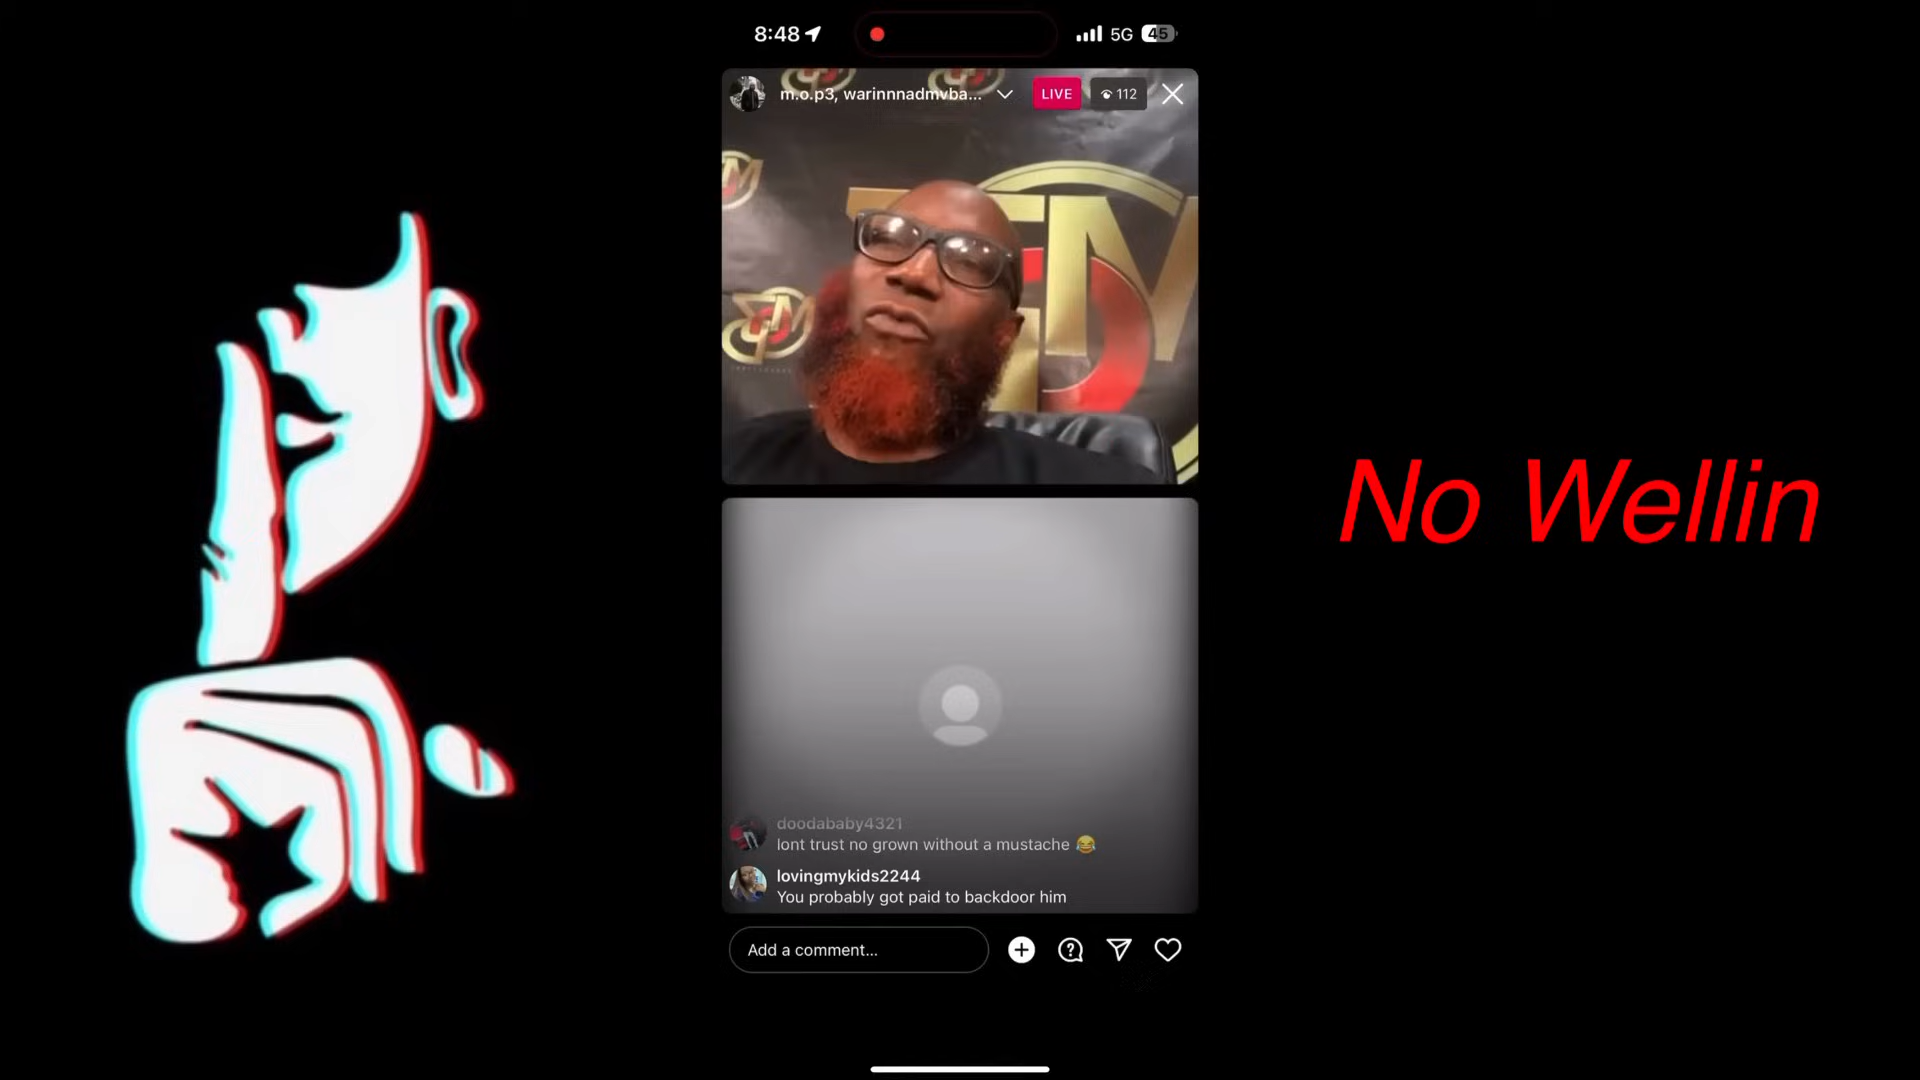 8:48
5G
45
m.o.p3, warinnnadmvba...
LIVE
112
No Wellin
doodababy4321
lont trust no grown without a mustache 😂
lovingmykids2244
You probably got paid to backdoor him
Add a comment...